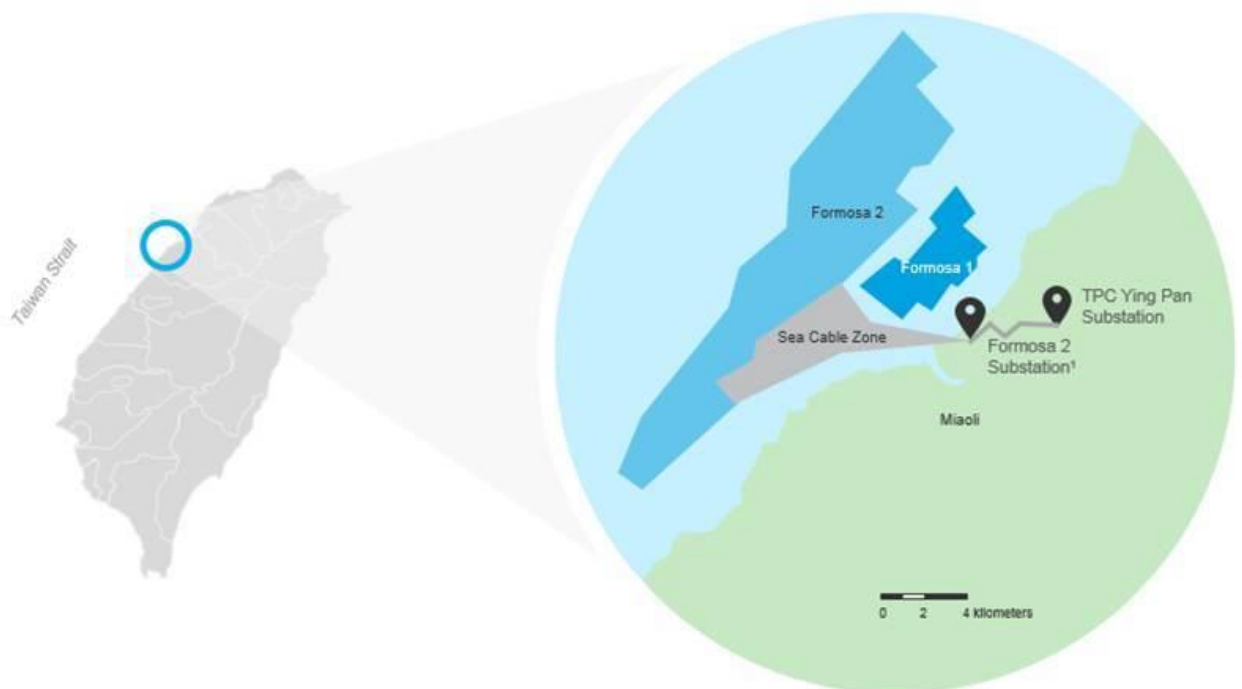 Taiwan Strait
Formosa 2
Formosa 1
Sea Cable Zone
TPC Ying Pan
Substation
Formosa 2
Substation¹
Miaoli
0 2 4 kilometers